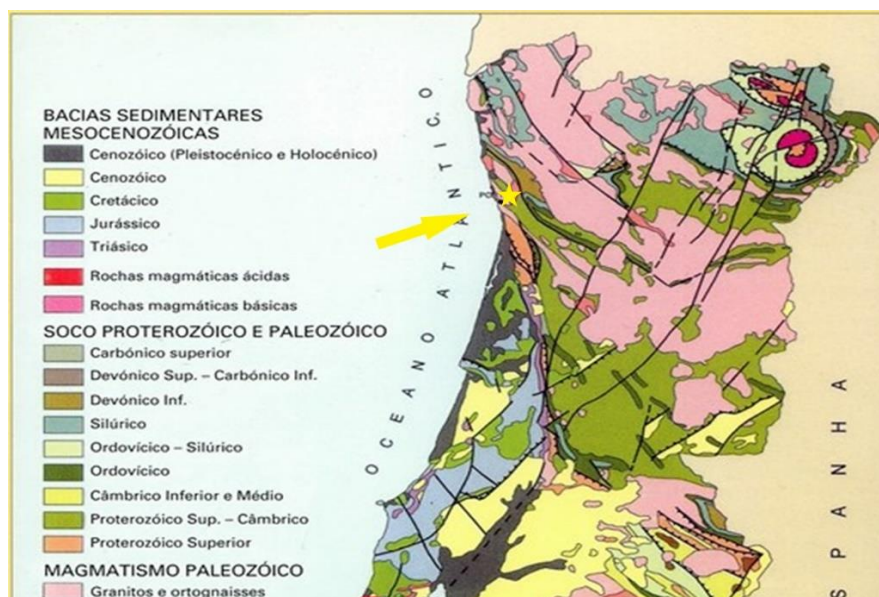 BACIAS SEDIMENTARES
MESOCENOZÓICAS
Cenozóico (Pleistocénico e Holocénico)
Cenozóico
Cretácico
Jurássico
Triásico
Rochas magmáticas ácidas
Rochas magmáticas básicas
SOCO PROTEROZÓICO E PALEOZÓICO
Carbónico superior
Devónico Sup. – Carbónico Inf.
Devónico Inf.
Silúrico
Ordovícico – Silúrico
Ordovícico
Câmbrico Inferior e Médio
Proterozóico Sup. – Câmbrico
Proterozóico Superior
MAGMATISMO PALEOZÓICO
Granitos e ortognaisses
OCEANO ATLANTICO
SPANHA